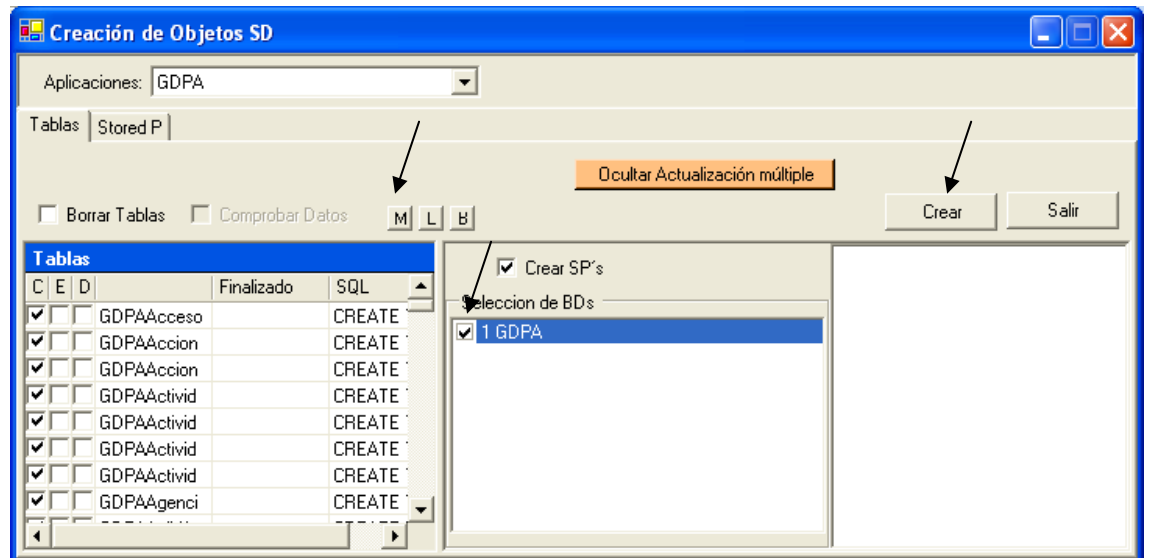 Creación de Objetos SD
Aplicaciones: GDPA
Tablas Stored P
Ocultar Actualización múltiple
Borrar Tablas Comprobar Datos M L B Crear Salir
Tablas
C E D Finalizado SQL
GDPAAcceso CREATE
GDPAAccion CREATE
GDPAAccion CREATE
GDPAActivid CREATE
GDPAActivid CREATE
GDPAActivid CREATE
GDPAActivid CREATE
GDPAAgenci CREATE
Crear SP´s
Seleccion de BDs
1 GDPA